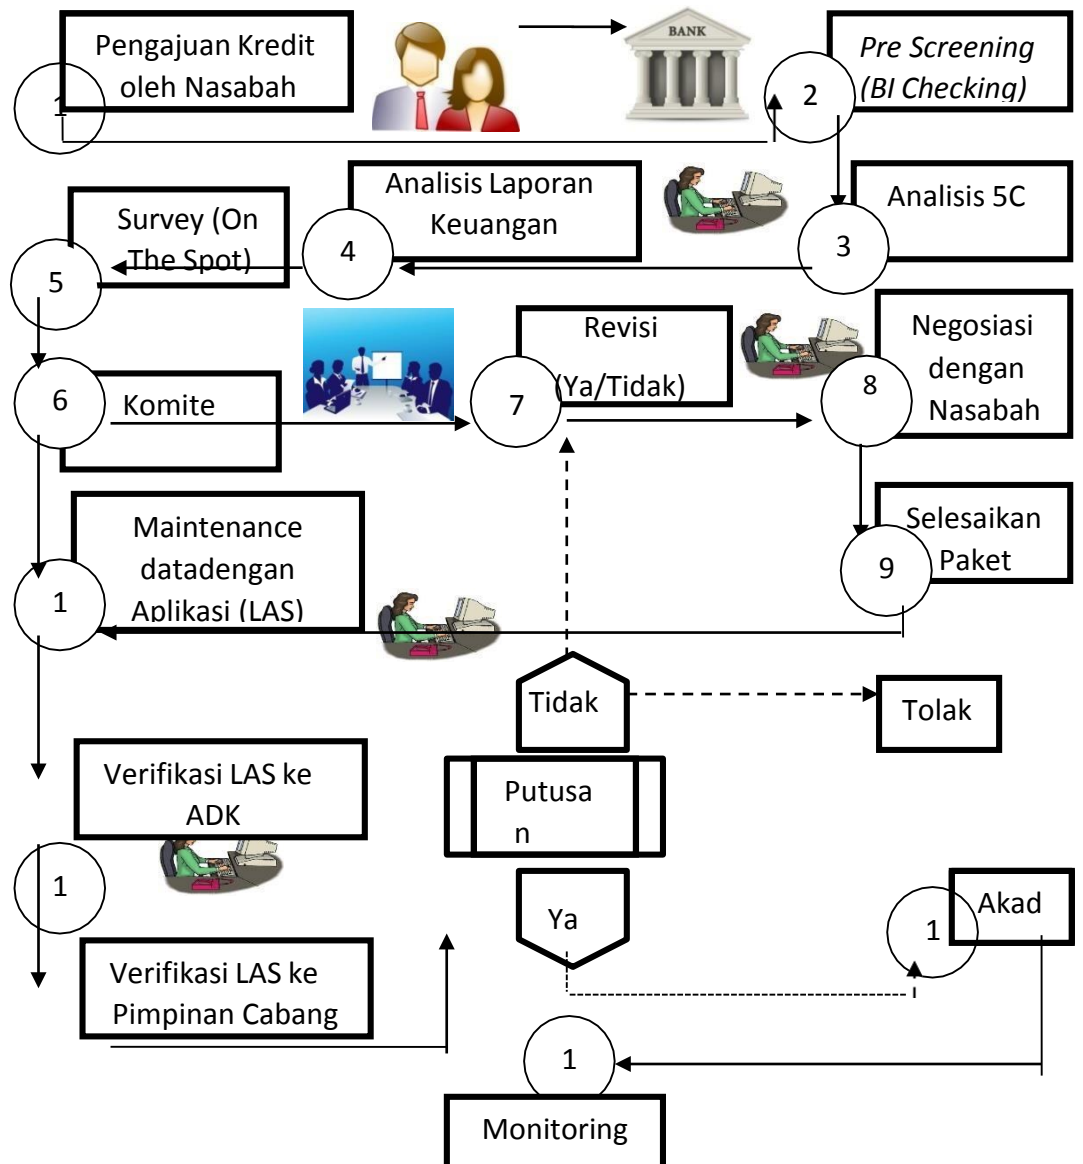 Pengajuan Kredit
oleh Nasabah
1
BANK
2
Pre Screening
(BI Checking)
Analisis 5C
3
Analisis Laporan
Keuangan
4
Survey (On
The Spot)
5
6
Komite
Revisi
(Ya/Tidak)
7
Negosiasi
dengan
Nasabah
8
Selesaikan
Paket
9
Maintenance
datadengan
Aplikasi (LAS)
1
Tidak
Tolak
Verifikasi LAS ke
ADK
Putusa
n
1
Ya
Akad
1
Verifikasi LAS ke
Pimpinan Cabang
1
Monitoring